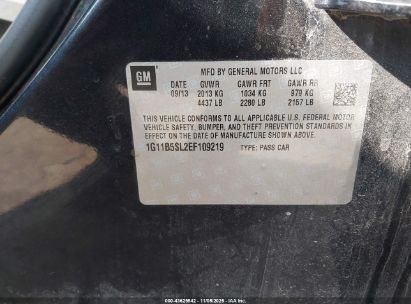 GM
MFD BY GENERAL MOTORS LLC
DATE GVWR GAWR FRT GAWR RR
09/13 2013 KG 1034 KG 979 KG
4437 LB 2280 LB 2157 LB
THIS VEHICLE CONFORMS TO ALL APPLICABLE U.S. FEDERAL MOTOR
VEHICLE SAFETY, BUMPER, AND THEFT PREVENTION STANDARDS
IN EFFECT ON THE DATE OF MANUFACTURE SHOWN ABOVE.
1G11B5SL2EF109219 TYPE: PASS CAR